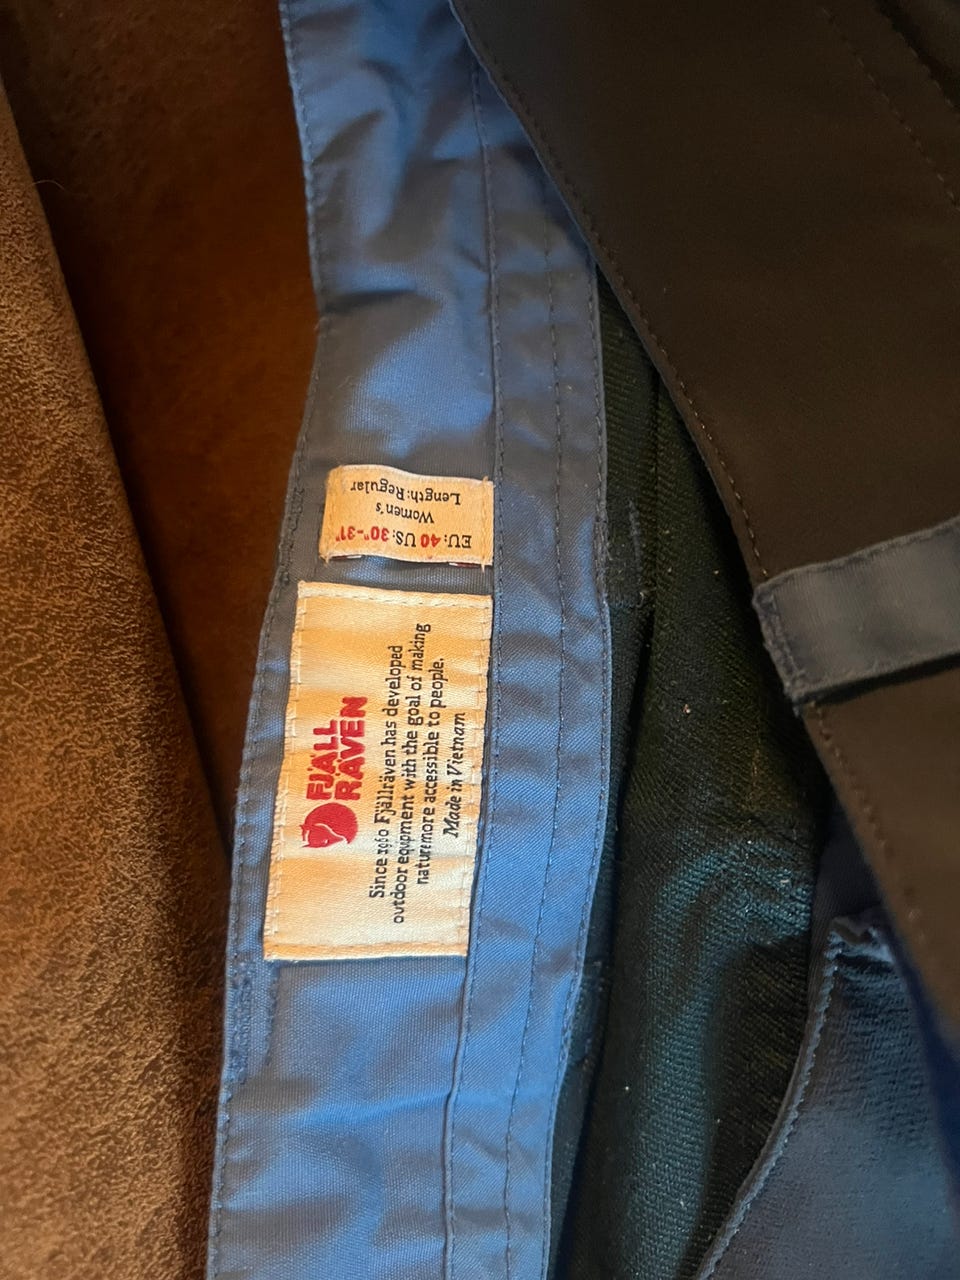 EU: 40 US: 30"-31"
Women's
Length: Regular
FJÄLL
RÄVEN
Since 1960 Fjällräven has developed
outdoor equipment with the goal of making
nature more accessible to people.
Made in Vietnam